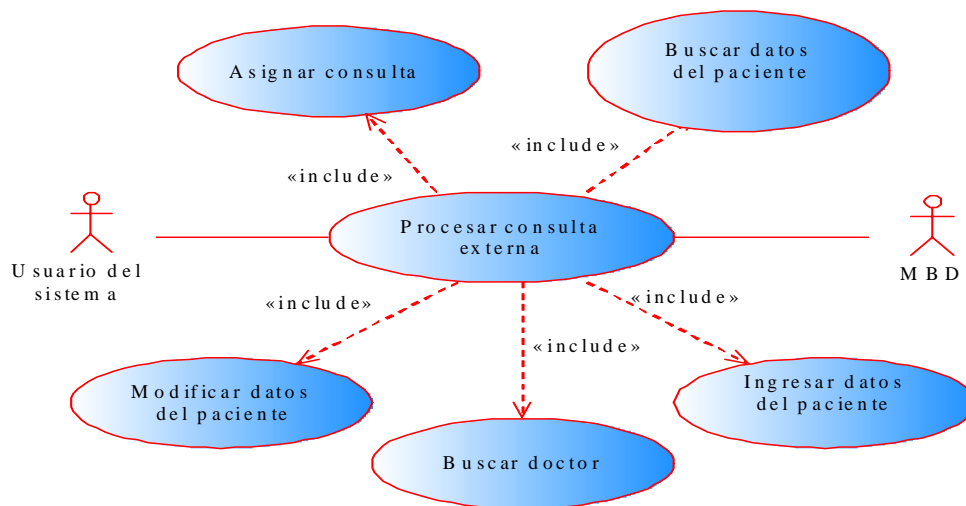 Asignar consulta
Buscar datos
del paciente
«include»
«include»
Procesar consulta
externa
Usuario del
sistema
MBD
«include»
«include»
«include»
Modificar datos
del paciente
Ingresar datos
del paciente
Buscar doctor